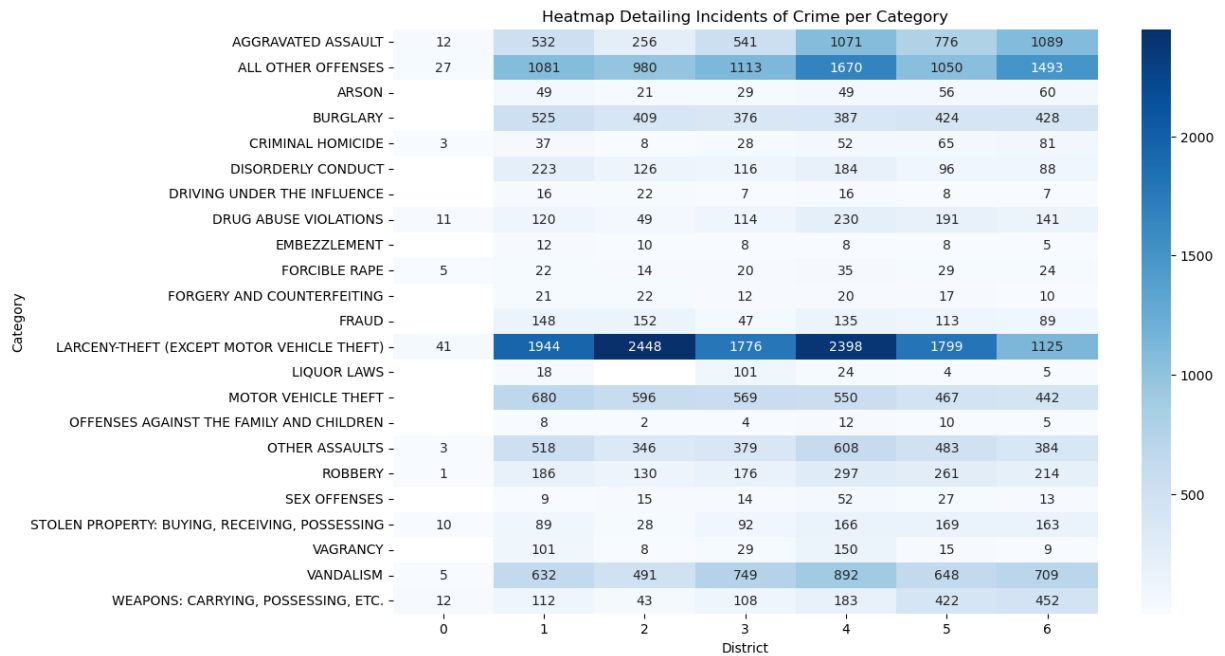 Heatmap Detailing Incidents of Crime per Category
AGGRAVATED ASSAULT 12 532 256 541 1071 776 1089
ALL OTHER OFFENSES 27 1081 980 1113 1670 1050 1493
ARSON 49 21 29 49 56 60
BURGLARY 525 409 376 387 424 428
CRIMINAL HOMICIDE 3 37 8 28 52 65 81
DISORDERLY CONDUCT 223 126 116 184 96 88
DRIVING UNDER THE INFLUENCE 16 22 7 16 8 7
DRUG ABUSE VIOLATIONS 11 120 49 114 230 191 141
EMBEZZLEMENT 12 10 8 8 8 5
FORCIBLE RAPE 5 22 14 20 35 29 24
FORGERY AND COUNTERFEITING 21 22 12 20 17 10
FRAUD 148 152 47 135 113 89
LARCENY-THEFT (EXCEPT MOTOR VEHICLE THEFT) 41 1944 2448 1776 2398 1799 1125
LIQUOR LAWS 18 101 24 4 5
MOTOR VEHICLE THEFT 680 596 569 550 467 442
OFFENSES AGAINST THE FAMILY AND CHILDREN 8 2 4 12 10 5
OTHER ASSAULTS 3 518 346 379 608 483 384
ROBBERY 1 186 130 176 297 261 214
SEX OFFENSES 9 15 14 52 27 13
STOLEN PROPERTY: BUYING, RECEIVING, POSSESSING 10 89 28 92 166 169 163
VAGRANCY 101 8 29 150 15 9
VANDALISM 5 632 491 749 892 648 709
WEAPONS: CARRYING, POSSESSING, ETC. 12 112 43 108 183 422 452
0 1 2 3 4 5 6
District
Category
2000
1500
1000
500